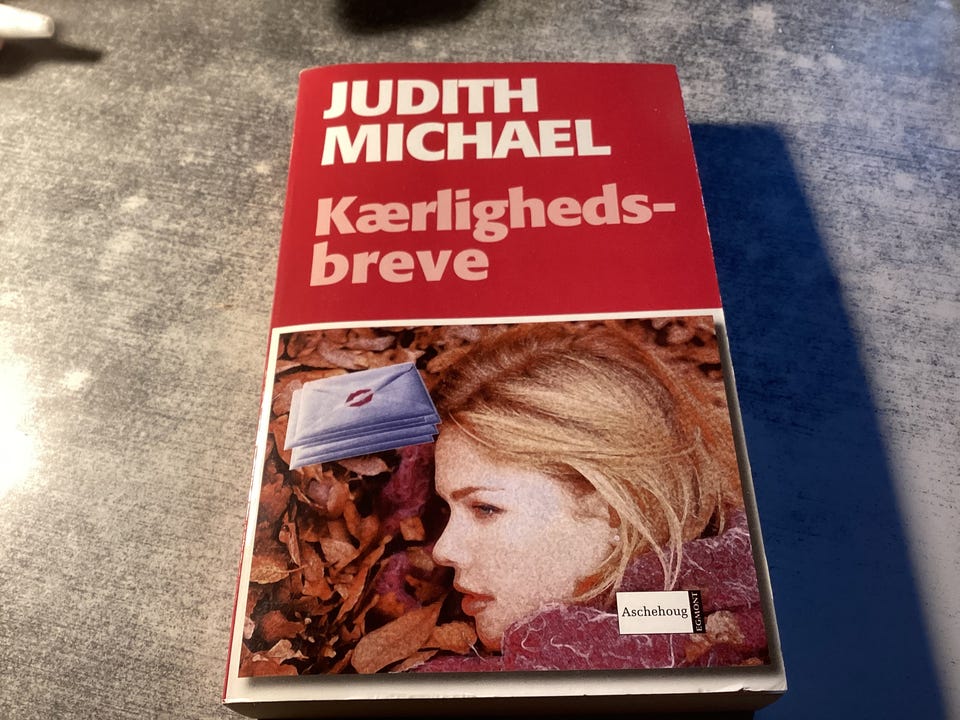 JUDITH
MICHAEL
Kærligheds-
breve
Aschehoug
EGMONT